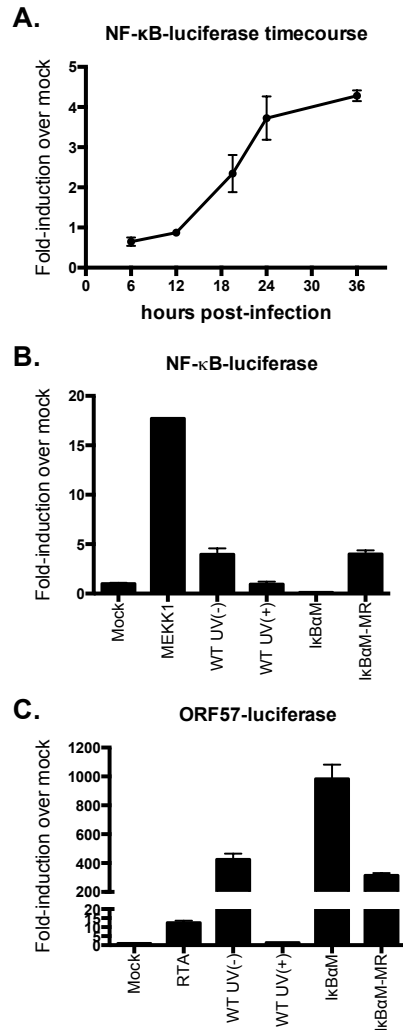 A.
NF-κB-luciferase timecourse
Fold-induction over mock
5
4
3
2
1
0
0 6 12 18 24 30 36
hours post-infection
B.
NF-κB-luciferase
Fold-induction over mock
20
15
10
5
0
Mock
MEKK1
WT UV(-)
WT UV(+)
IκBαM
IκBαM-MR
C.
ORF57-luciferase
Fold-induction over mock
1200
1000
800
600
400
200
20
15
10
5
0
Mock
RTA
WT UV(-)
WT UV(+)
IκBαM
IκBαM-MR